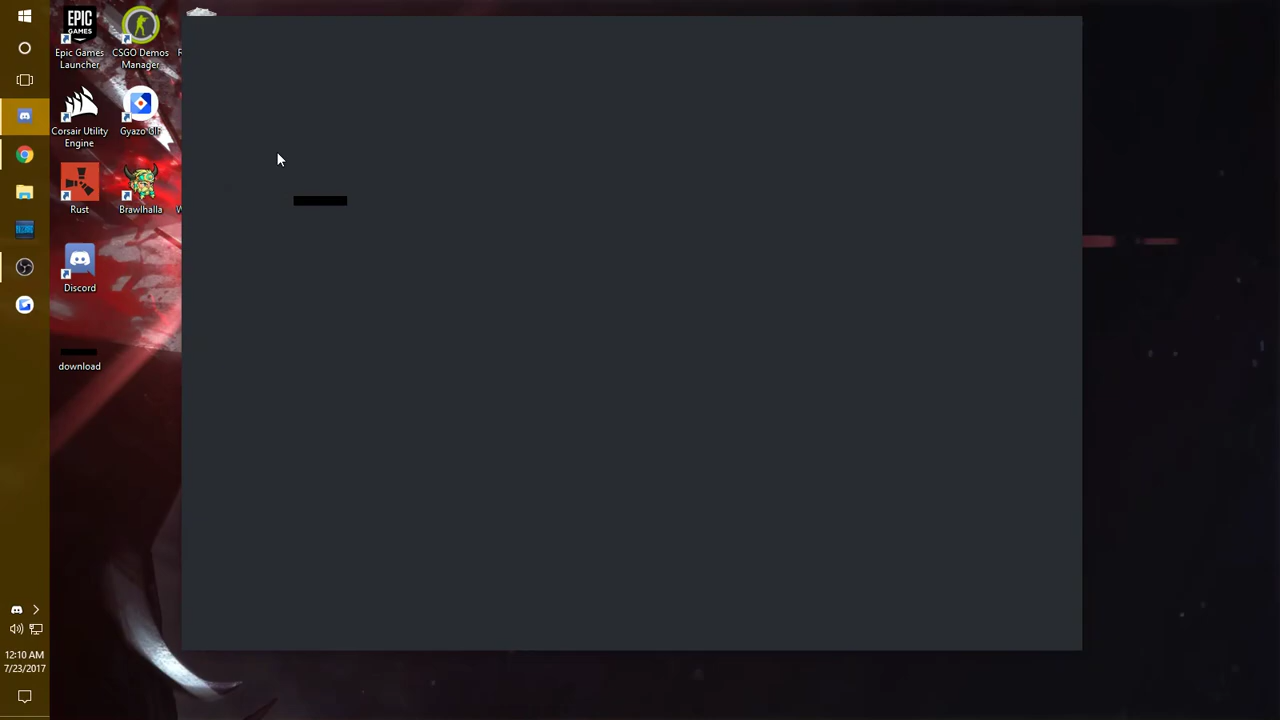 EPIC
GAMES
Epic Games
Launcher
CSGO Demos
Manager
Corsair Utility
Engine
Gyazo GIF
Rust
Brawlhalla
Discord
download
12:10 AM
7/23/2017